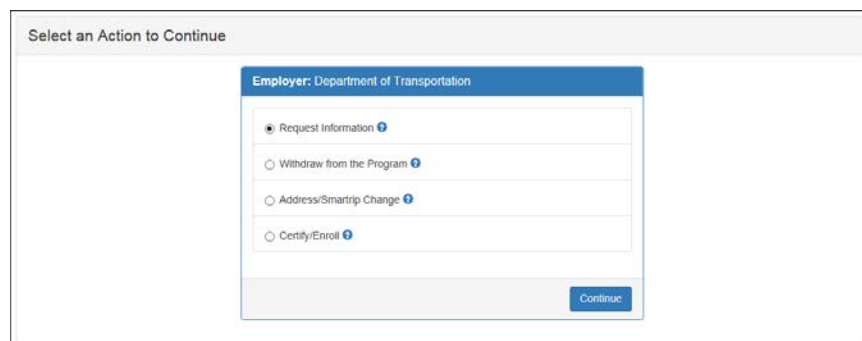 Select an Action to Continue
Employer: Department of Transportation
Request Information
Withdraw from the Program
Address/Smartrip Change
Certify/Enroll
Continue